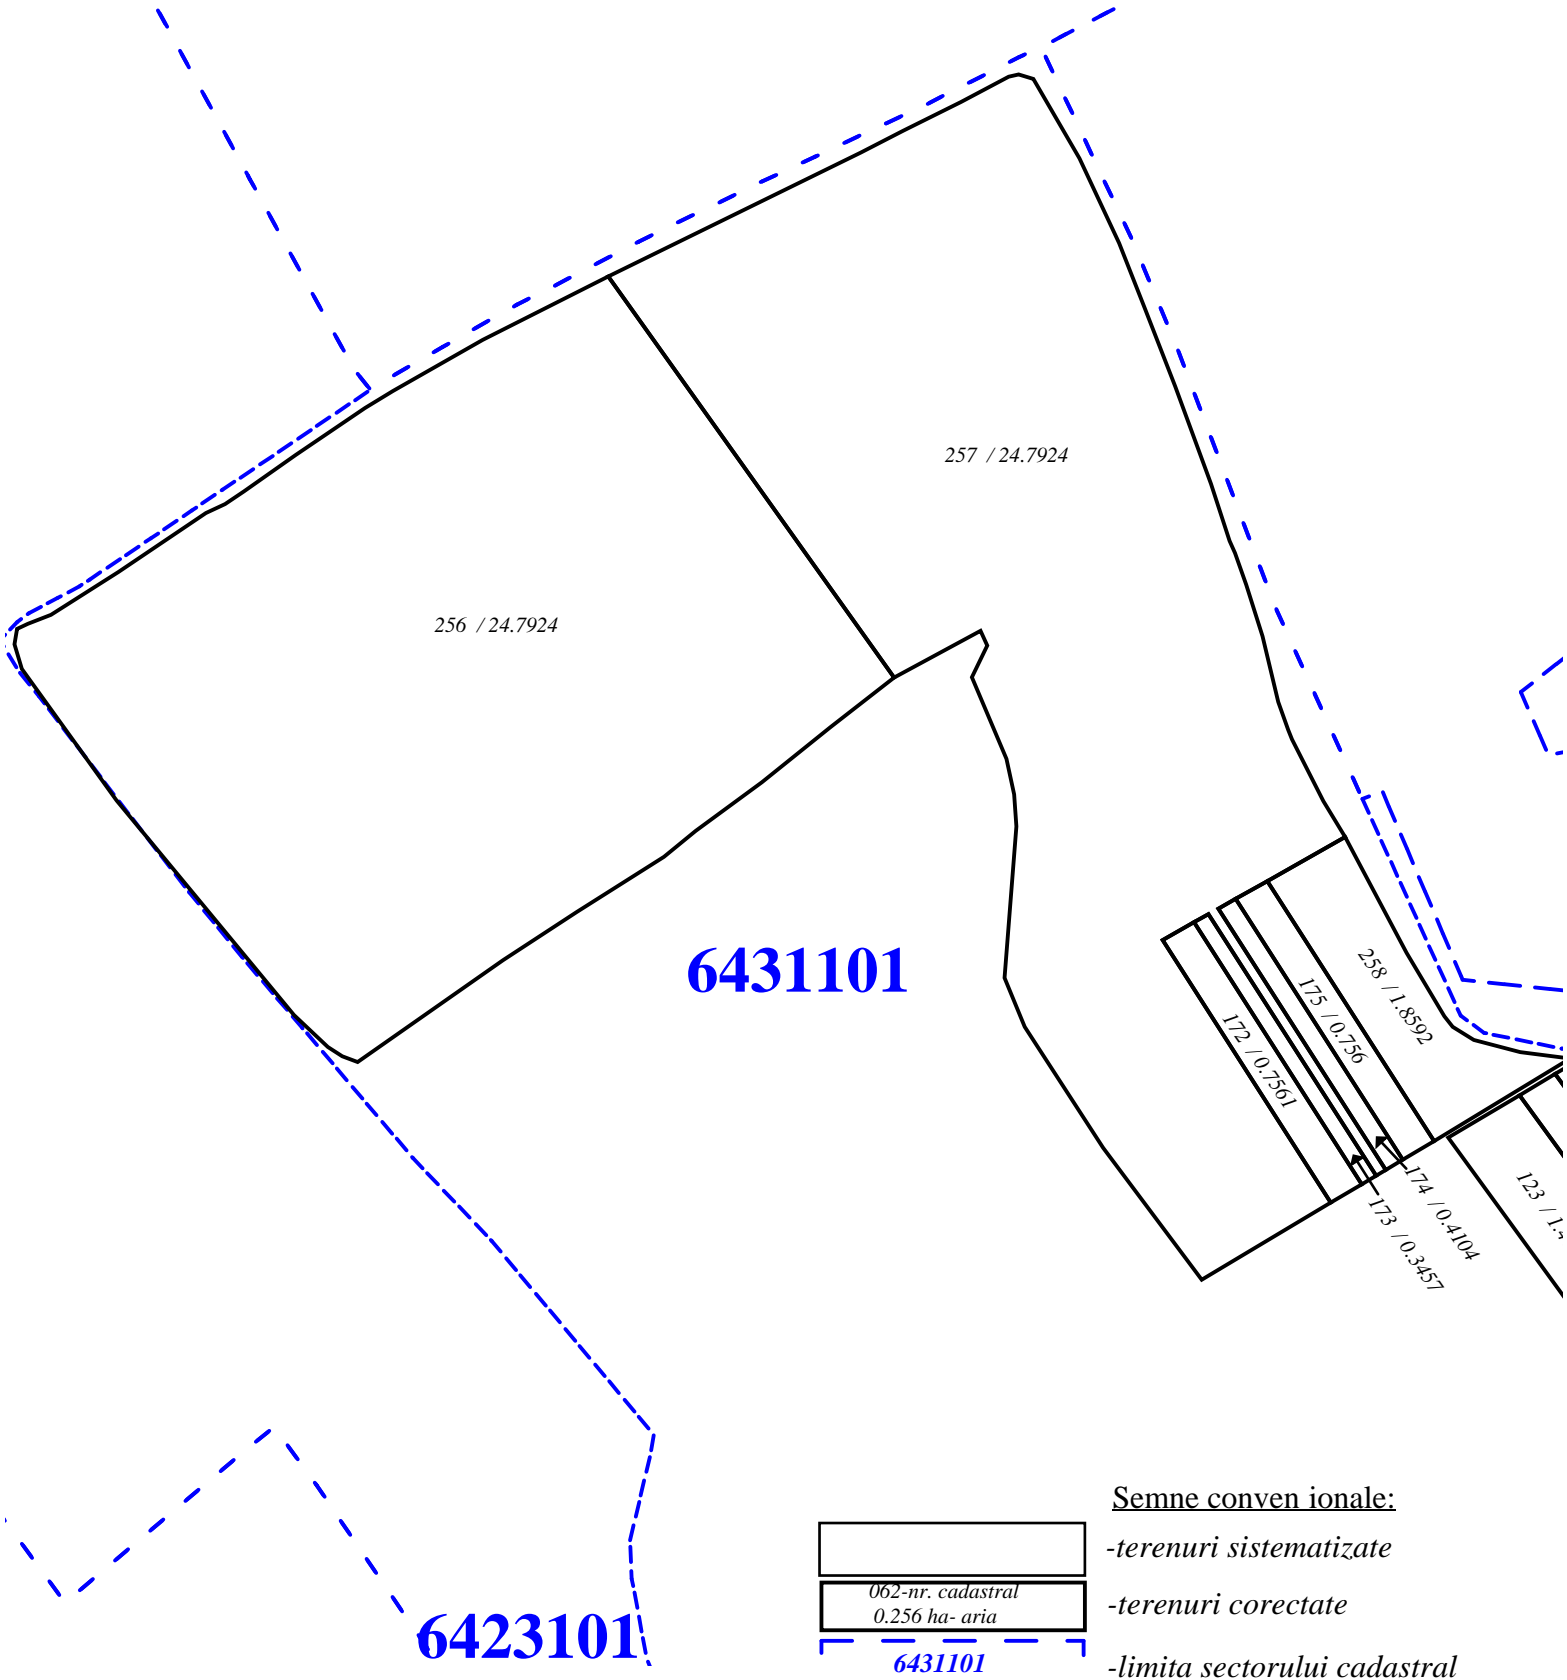 257 / 24.7924
256 / 24.7924
6431101
258 / 1.8592
175 / 0.756
172 / 0.7561
174 / 0.4104
173 / 0.3457
123 / 1.4
Semne conven ionale:
-terenuri sistematizate
062-nr. cadastral
0.256 ha- aria
-terenuri corectate
6423101
6431101
-limita sectorului cadastral